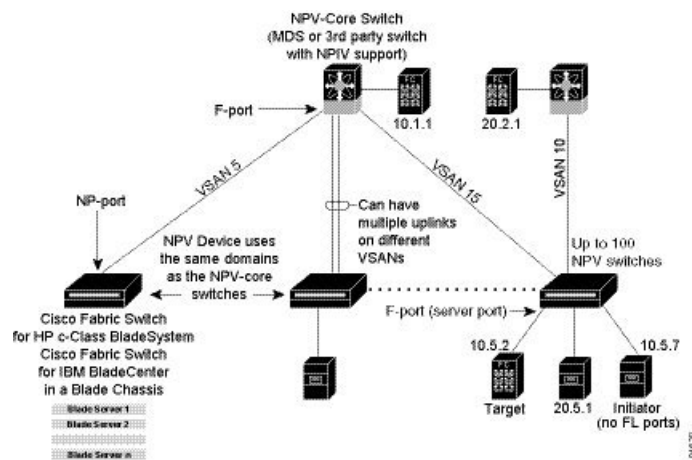 NPV-Core Switch
(MDS or 3rd party switch
with NPIV support)
F-port
FC
10.1.1
FC
20.2.1
VSAN 5
VSAN 15
VSAN 10
NP-port
Can have
multiple uplinks
on different
VSANs
NPV Device uses
the same domains
as the NPV-core
switches
Up to 100
NPV switches
Cisco Fabric Switch
for HP c-Class BladeSystem
Cisco Fabric Switch
for IBM BladeCenter
in a Blade Chassis
Blade Server 1
Blade Server 2
Blade Server n
F-port (server port)
10.5.2
10.5.7
FC
Target
20.5.1
Initiator
(no FL ports)